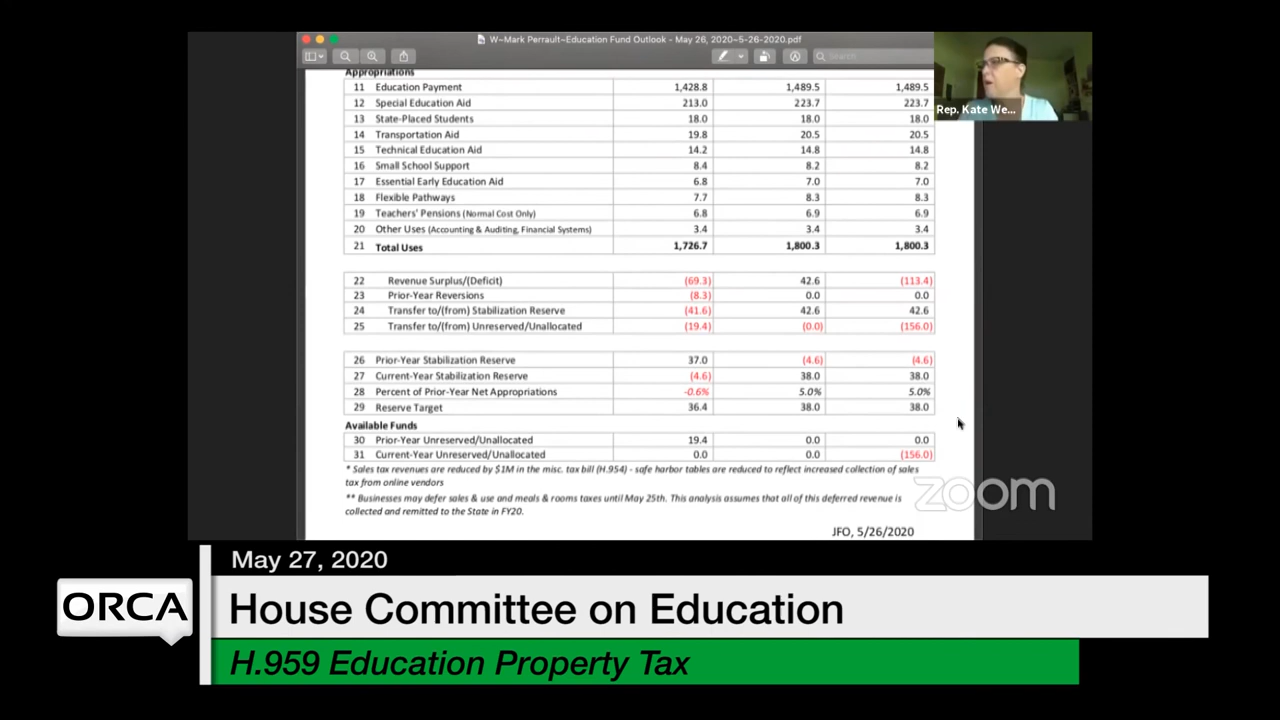 W~Mark Perrault~Education Fund Outlook - May 26, 2020~5-26-2020.pdf
Search
Rep. Kate We...
Appropriations
11 Education Payment 1,428.8 1,489.5 1,489.5
12 Special Education Aid 213.0 223.7 223.7
13 State-Placed Students 18.0 18.0 18.0
14 Transportation Aid 19.8 20.5 20.5
15 Technical Education Aid 14.2 14.8 14.8
16 Small School Support 8.4 8.2 8.2
17 Essential Early Education Aid 6.8 7.0 7.0
18 Flexible Pathways 7.7 8.3 8.3
19 Teachers' Pensions (Normal Cost Only) 6.8 6.9 6.9
20 Other Uses (Accounting & Auditing, Financial Systems) 3.4 3.4 3.4
21 Total Uses 1,726.7 1,800.3 1,800.3
22 Revenue Surplus/(Deficit) (69.3) 42.6 (113.4)
23 Prior-Year Reversions (8.3) 0.0 0.0
24 Transfer to/(from) Stabilization Reserve (41.6) 42.6 42.6
25 Transfer to/(from) Unreserved/Unallocated (19.4) (0.0) (156.0)
26 Prior-Year Stabilization Reserve 37.0 (4.6) (4.6)
27 Current-Year Stabilization Reserve (4.6) 38.0 38.0
28 Percent of Prior-Year Net Appropriations -0.6% 5.0% 5.0%
29 Reserve Target 36.4 38.0 38.0
Available Funds
30 Prior-Year Unreserved/Unallocated 19.4 0.0 0.0
31 Current-Year Unreserved/Unallocated 0.0 0.0 (156.0)
* Sales tax revenues are reduced by $1M in the misc. tax bill (H.954) - safe harbor tables are reduced to reflect increased collection of sales
tax from online vendors
** Businesses may defer sales & use and meals & rooms taxes until May 25th. This analysis assumes that all of this deferred revenue is
collected and remitted to the State in FY20.
zoom
JFO, 5/26/2020
May 27, 2020
ORCA
House Committee on Education
H.959 Education Property Tax